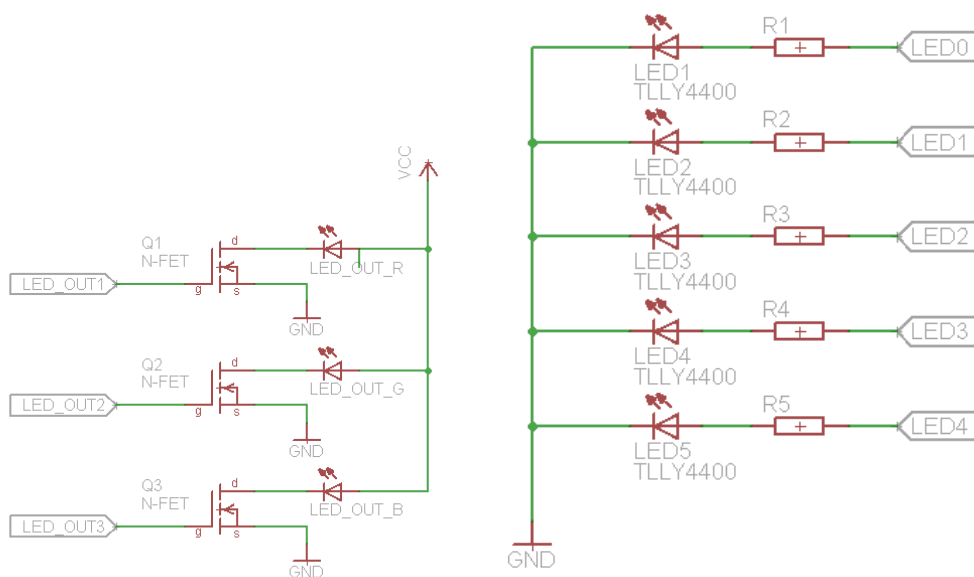 VCC
Q1
N-FET
d
g
s
LED_OUT1
LED_OUT_R
GND
Q2
N-FET
d
g
s
LED_OUT2
LED_OUT_G
GND
Q3
N-FET
d
g
s
LED_OUT3
LED_OUT_B
GND
R1
LED0
LED1
TLLY4400
R2
LED1
LED2
TLLY4400
R3
LED2
LED3
TLLY4400
R4
LED3
LED4
TLLY4400
R5
LED4
LED5
TLLY4400
GND